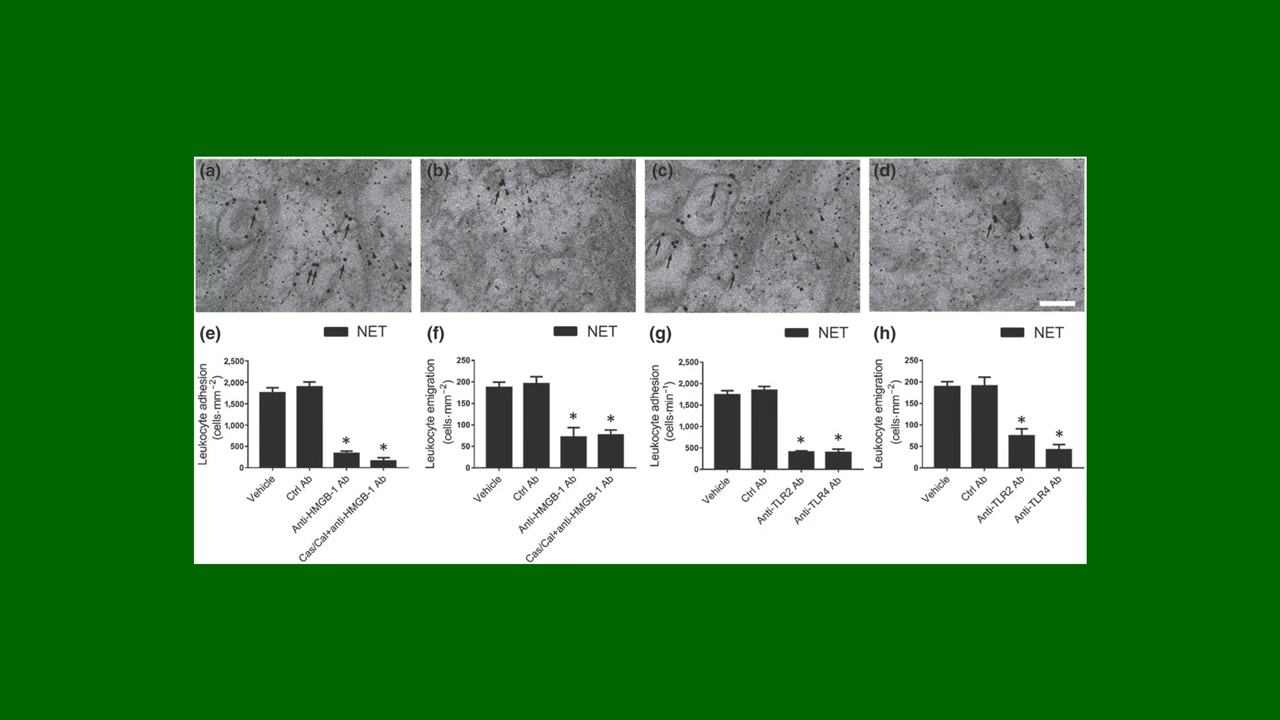 (a) (b) (c) (d)
(e) NET (f) NET (g) NET (h) NET
Leukocyte adhesion
(cells·mm−2)
2,500
2,000
1,500
1,000
500
0
*
*
Vehicle
Ctrl Ab
Anti-HMGB-1 Ab
Cas/Cal+anti-HMGB-1 Ab
Leukocyte emigration
(cells·mm−2)
250
200
150
100
50
0
*
*
Vehicle
Ctrl Ab
Anti-HMGB-1 Ab
Cas/Cal+anti-HMGB-1 Ab
Leukocyte adhesion
(cells·min−1)
2,500
2,000
1,500
1,000
500
0
*
*
Vehicle
Ctrl Ab
Anti-TLR2 Ab
Anti-TLR4 Ab
Leukocyte emigration
(cells·mm−2)
250
200
150
100
50
0
*
*
Vehicle
Ctrl Ab
Anti-TLR2 Ab
Anti-TLR4 Ab